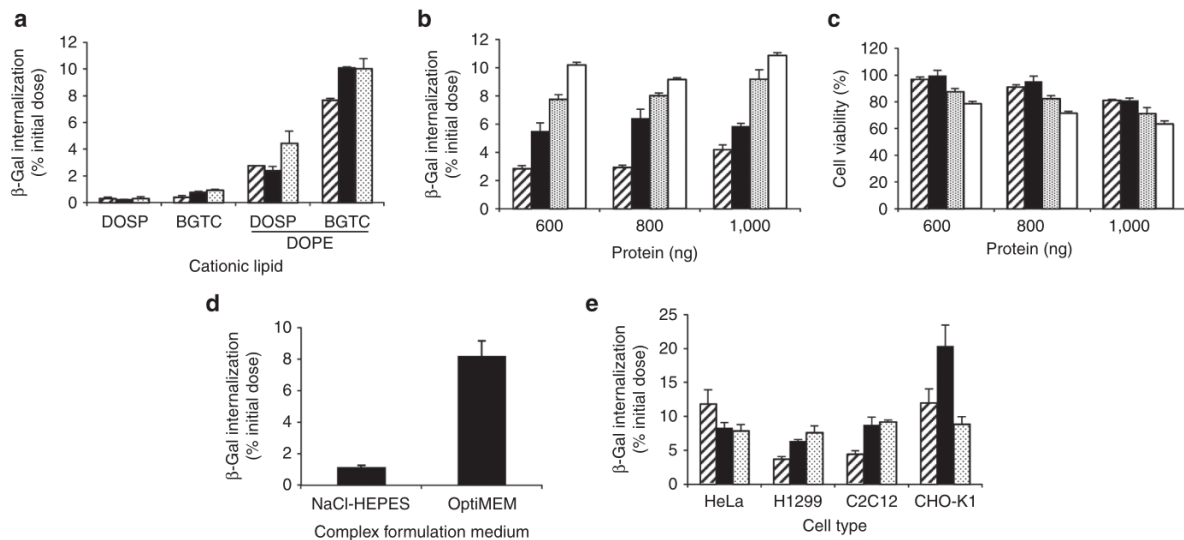 a
β-Gal internalization
(% initial dose)
12
10
8
6
4
2
0
DOSP
BGTC
DOSP
BGTC
DOPE
Cationic lipid
b
β-Gal internalization
(% initial dose)
12
10
8
6
4
2
0
600
800
1,000
Protein (ng)
c
Cell viability (%)
120
100
80
60
40
20
0
600
800
1,000
Protein (ng)
d
β-Gal internalization
(% initial dose)
10
8
6
4
2
0
NaCl-HEPES
OptiMEM
Complex formulation medium
e
β-Gal internalization
(% initial dose)
25
20
15
10
5
0
HeLa
H1299
C2C12
CHO-K1
Cell type